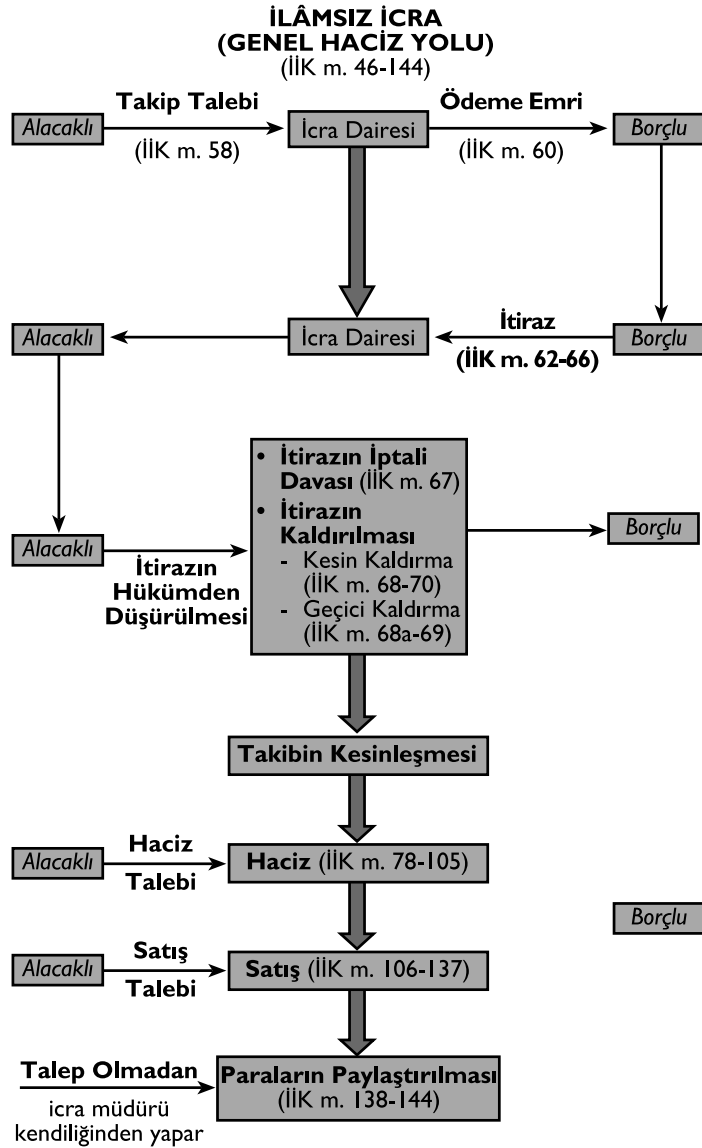 İLÂMSIZ İCRA
(GENEL HACİZ YOLU)
(İİK m. 46-144)
Alacaklı
Takip Talebi
(İİK m. 58)
İcra Dairesi
Ödeme Emri
(İİK m. 60)
Borçlu
Alacaklı
İcra Dairesi
İtiraz
(İİK m. 62-66)
Borçlu
Alacaklı
İtirazın
Hükümden
Düşürülmesi
• İtirazın İptali
Davası (İİK m. 67)
• İtirazın
Kaldırılması
- Kesin Kaldırma
(İİK m. 68-70)
- Geçici Kaldırma
(İİK m. 68a-69)
Borçlu
Takibin Kesinleşmesi
Alacaklı
Haciz
Talebi
Haciz (İİK m. 78-105)
Borçlu
Alacaklı
Satış
Talebi
Satış (İİK m. 106-137)
Talep Olmadan
icra müdürü
kendiliğinden yapar
Paraların Paylaştırılması
(İİK m. 138-144)